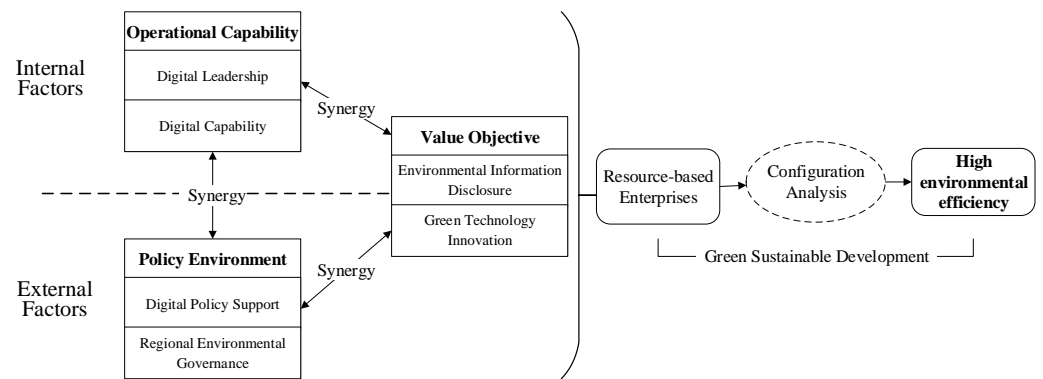 Internal
Factors
Operational Capability
Digital Leadership
Digital Capability
Synergy
Synergy
Value Objective
Environmental Information
Disclosure
Green Technology
Innovation
Synergy
External
Factors
Policy Environment
Digital Policy Support
Regional Environmental
Governance
Resource-based
Enterprises
Configuration
Analysis
High
environmental
efficiency
Green Sustainable Development